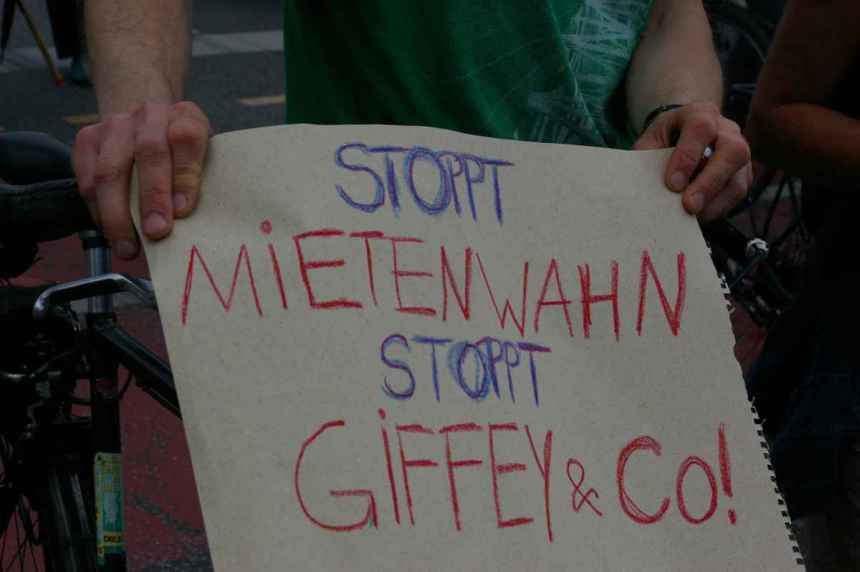 STOPPT
MiETENWAHN
STOPPT
GiFFEY & Co!